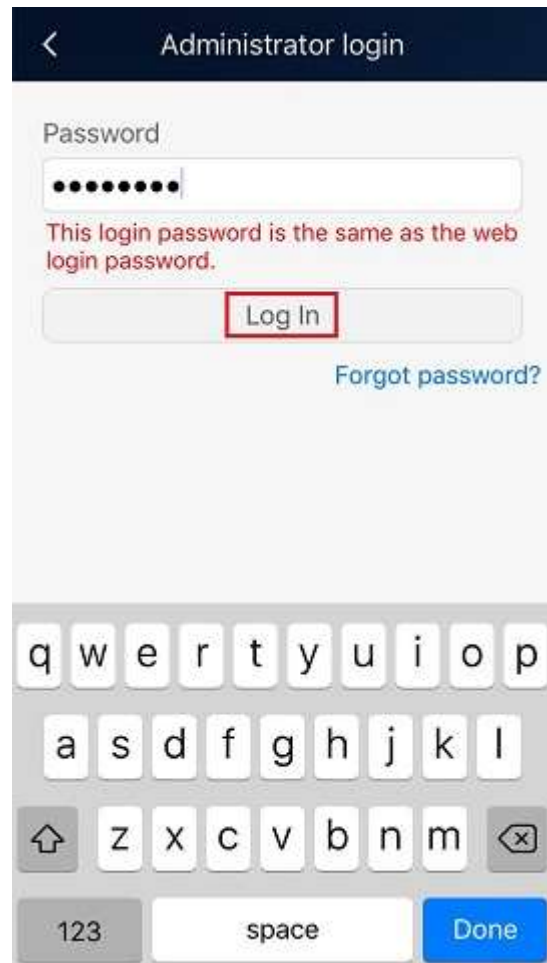 Administrator login
Password
••••••••
This login password is the same as the web
login password.
Log In
Forgot password?
q w e r t y u i o p
a s d f g h j k l
z x c v b n m
123 space Done